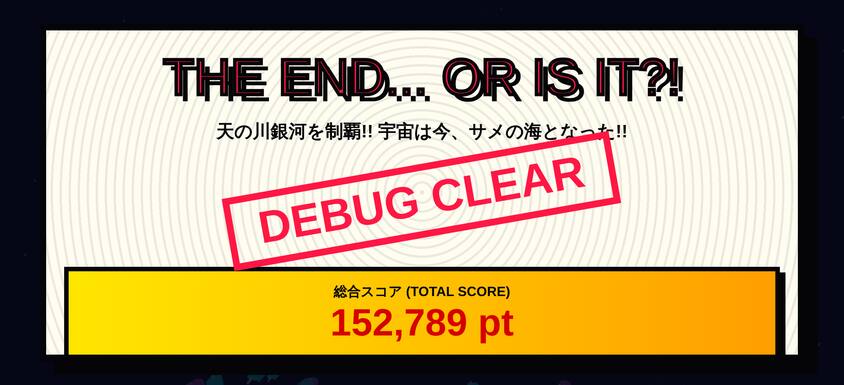 THE END... OR IS IT?!
天の川銀河を制覇!! 宇宙は今、サメの海となった!!
DEBUG CLEAR
総合スコア (TOTAL SCORE)
152,789 pt